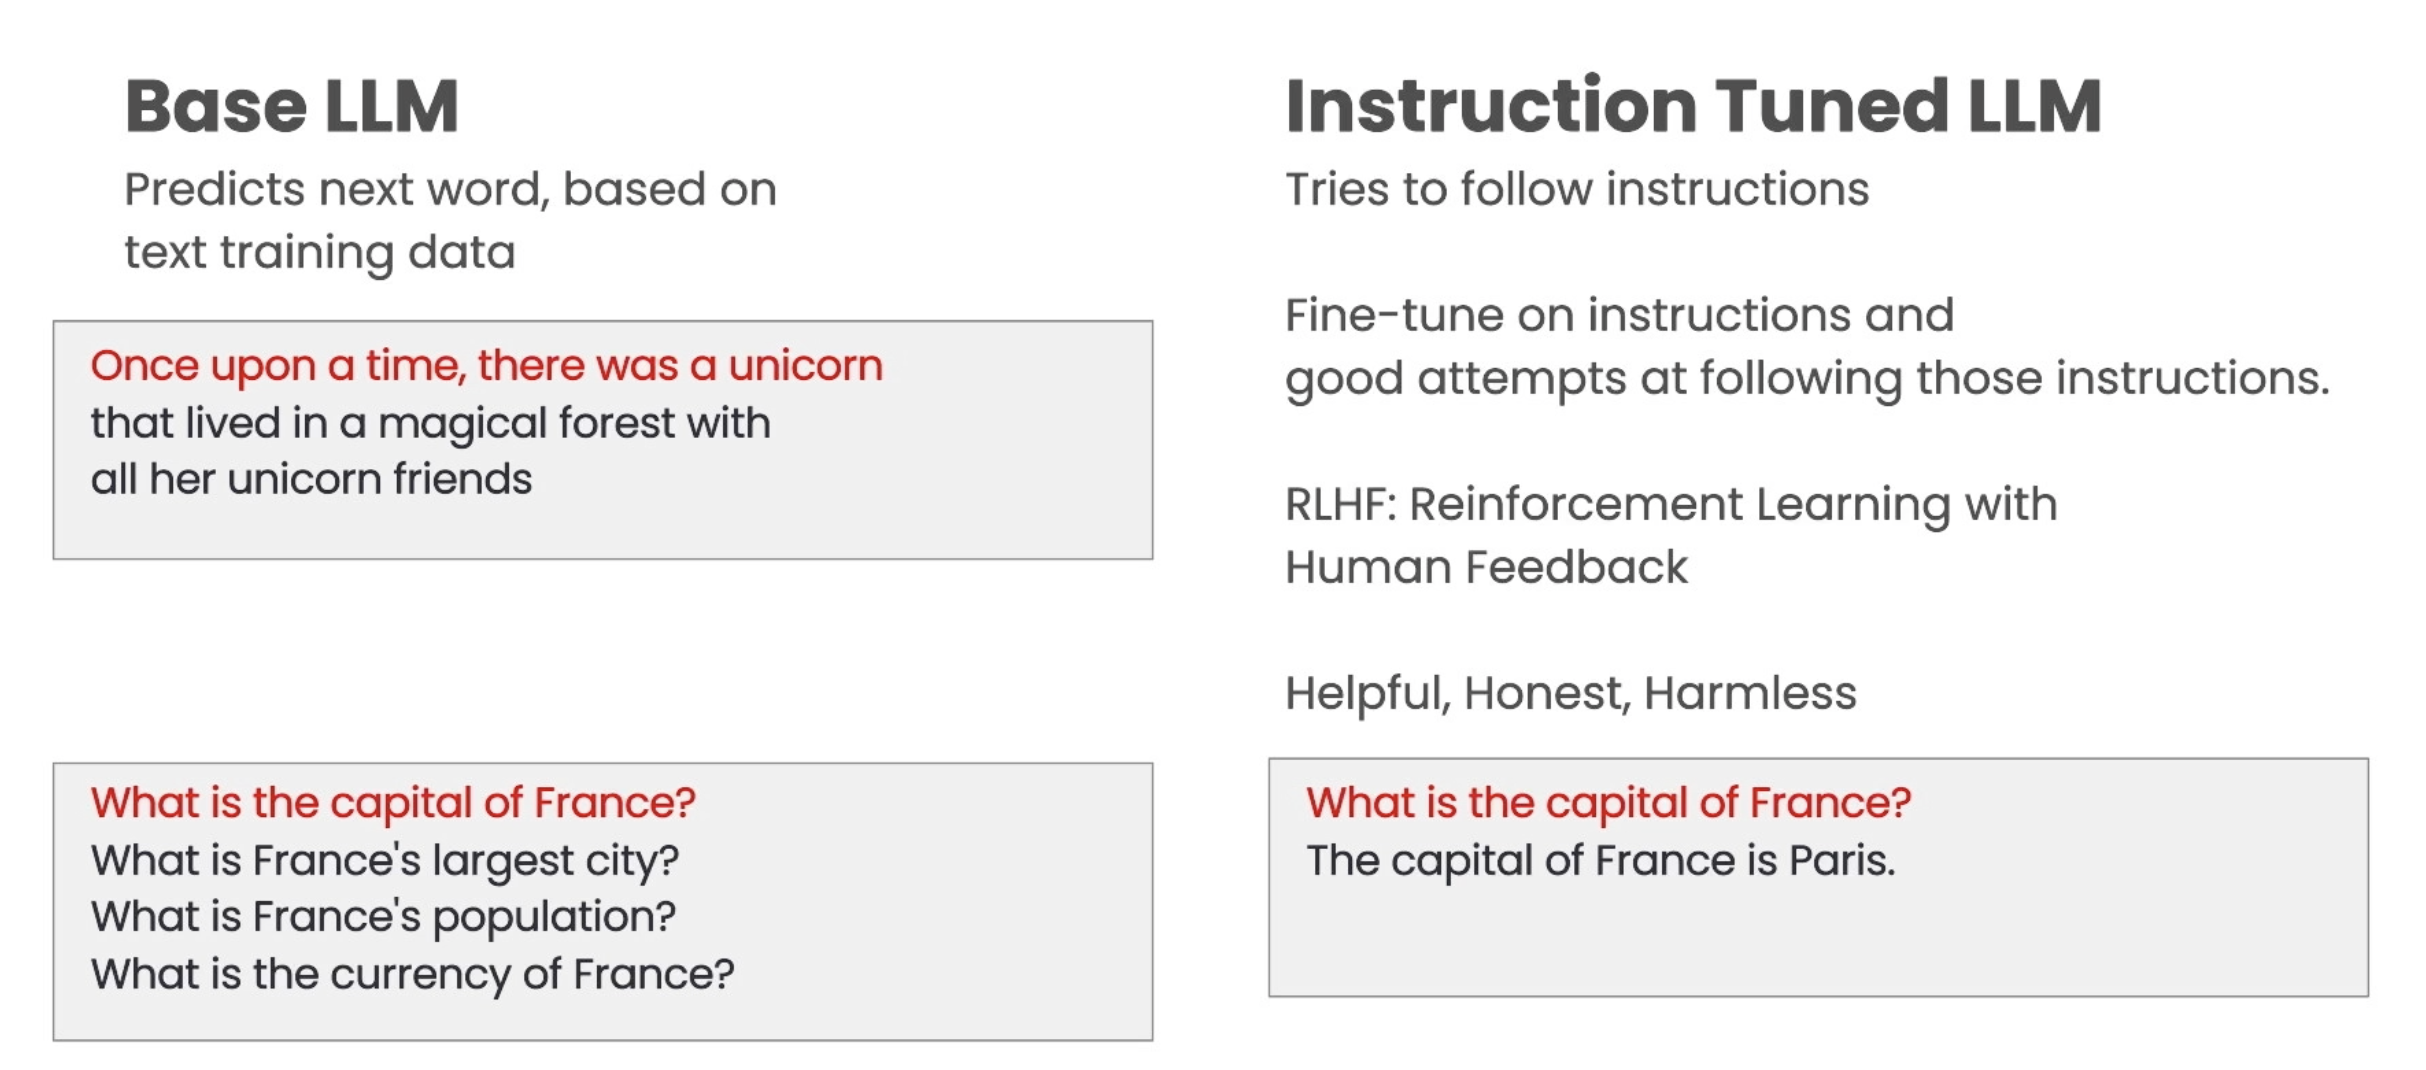 Base LLM
Predicts next word, based on
text training data
Once upon a time, there was a unicorn
that lived in a magical forest with
all her unicorn friends
What is the capital of France?
What is France's largest city?
What is France's population?
What is the currency of France?
Instruction Tuned LLM
Tries to follow instructions
Fine-tune on instructions and
good attempts at following those instructions.
RLHF: Reinforcement Learning with
Human Feedback
Helpful, Honest, Harmless
What is the capital of France?
The capital of France is Paris.